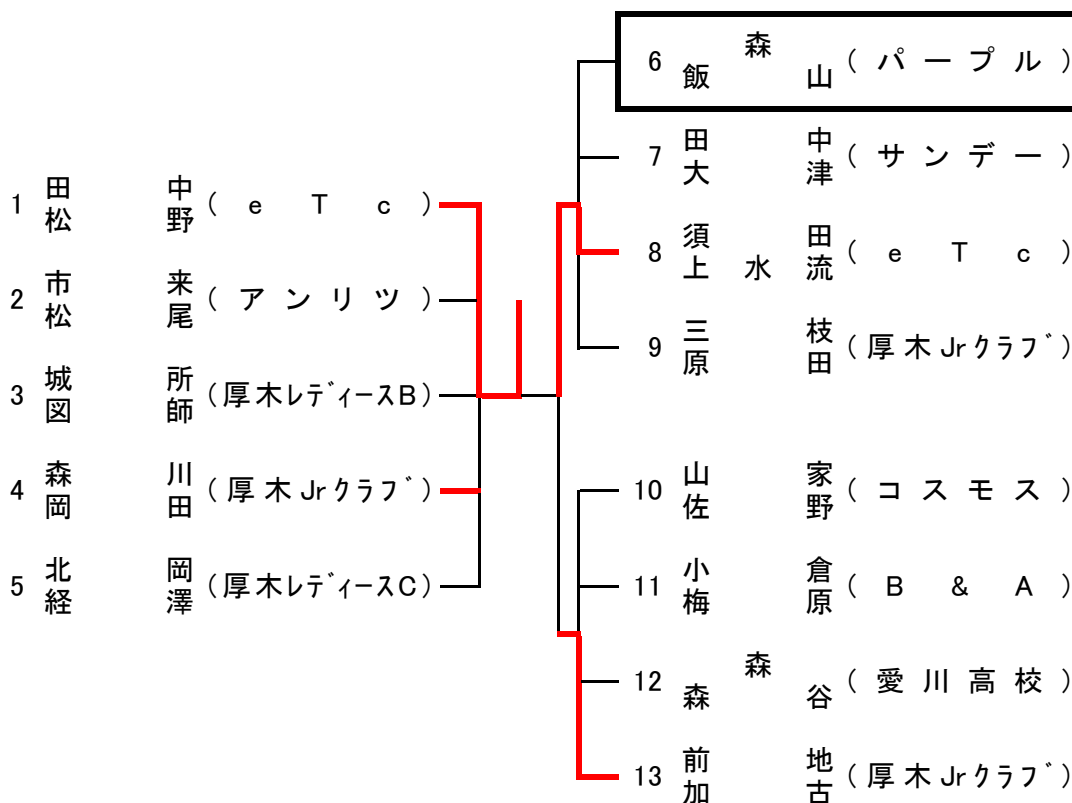 1 田中 松野 (eTc)
2 市来 松尾 (アンリツ)
3 城所 図師 (厚木レディースB)
4 森川 岡田 (厚木Jrクラブ)
5 北岡 経澤 (厚木レディースC)
6 森 飯山 (パープル)
7 田中 大津 (サンデー)
8 須田 上水流 (eTc)
9 三枝 原田 (厚木Jrクラブ)
10 山家 佐野 (コスモス)
11 小倉 梅原 (B&A)
12 森 森谷 (愛川高校)
13 前地 加古 (厚木Jrクラブ)